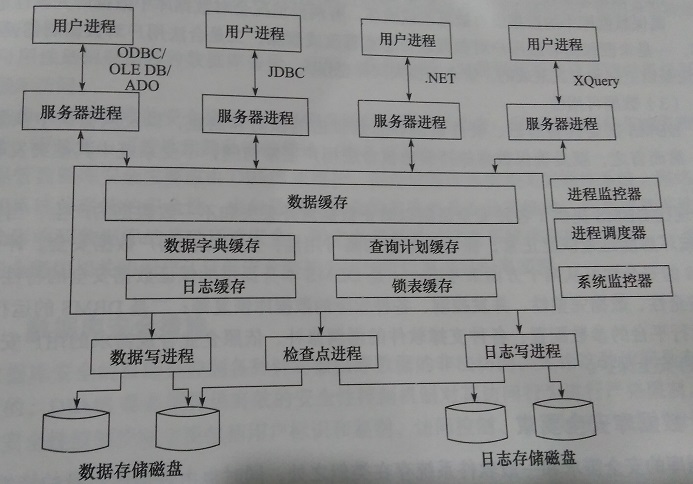 用户进程
用户进程
用户进程
用户进程
ODBC/
OLE DB/
ADO
JDBC
.NET
XQuery
服务器进程
服务器进程
服务器进程
服务器进程
数据缓存
数据字典缓存
查询计划缓存
日志缓存
锁表缓存
进程监控器
进程调度器
系统监控器
数据写进程
检查点进程
日志写进程
数据存储磁盘
日志存储磁盘